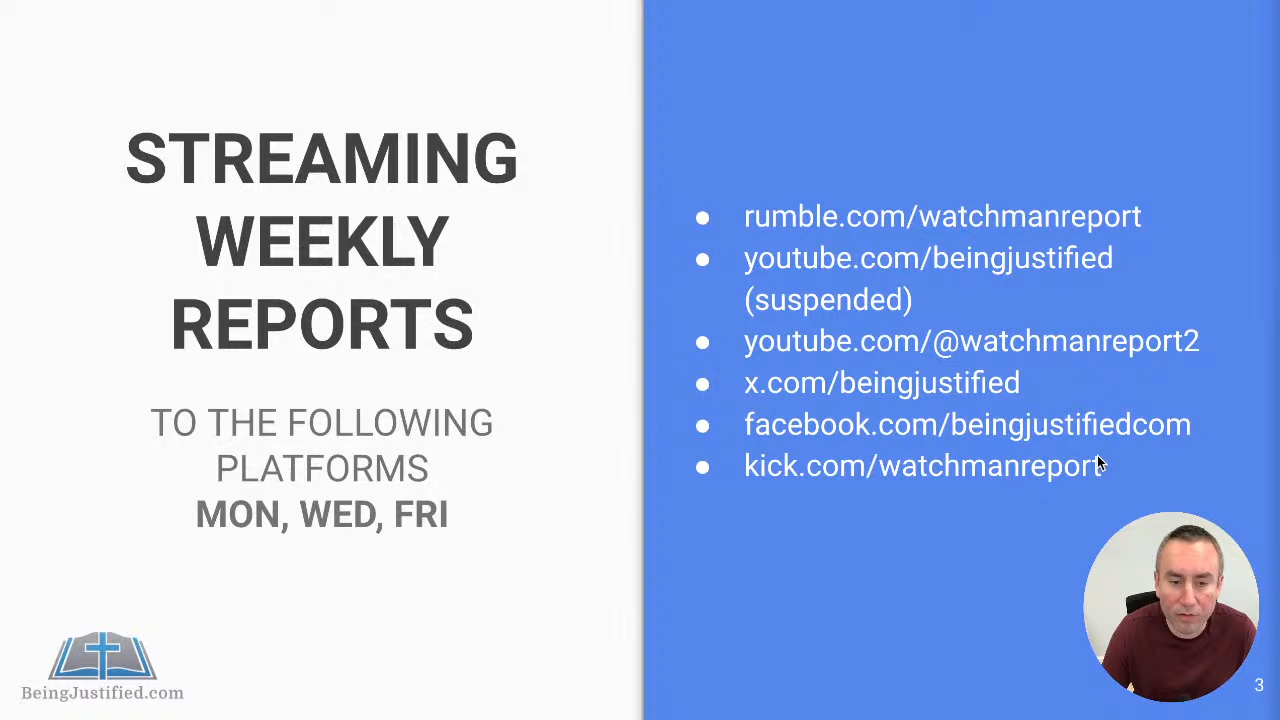 STREAMING
WEEKLY
REPORTS
TO THE FOLLOWING
PLATFORMS
MON, WED, FRI
● rumble.com/watchmanreport
● youtube.com/beingjustified
(suspended)
● youtube.com/@watchmanreport2
● x.com/beingjustified
● facebook.com/beingjustifiedcom
● kick.com/watchmanreport
BeingJustified.com
3